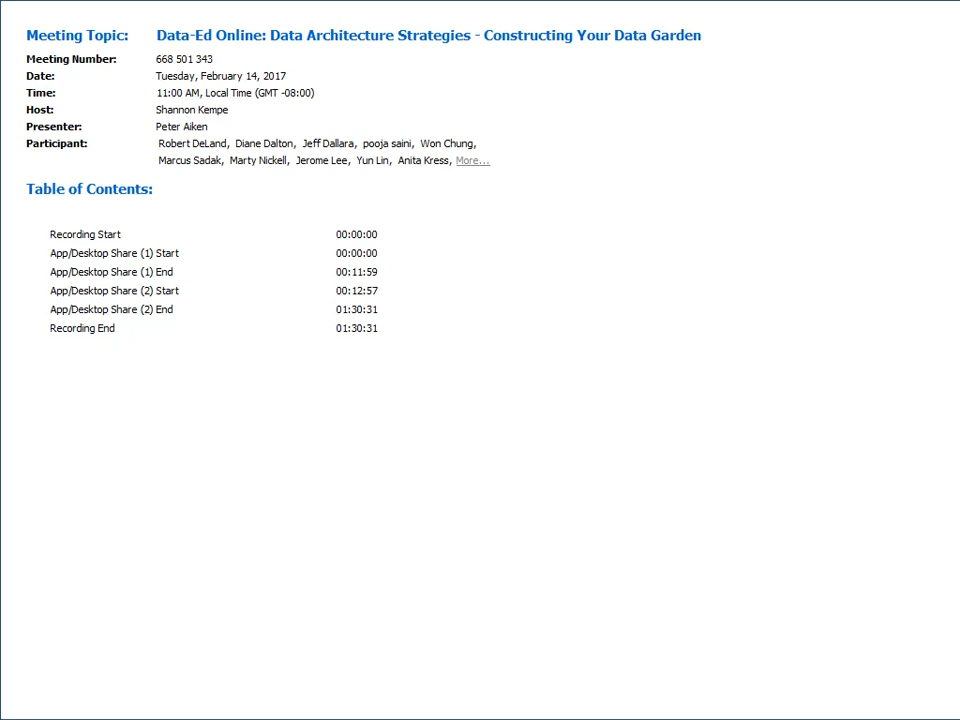 Meeting Topic: Data-Ed Online: Data Architecture Strategies - Constructing Your Data Garden
Meeting Number: 668 501 343
Date: Tuesday, February 14, 2017
Time: 11:00 AM, Local Time (GMT -08:00)
Host: Shannon Kempe
Presenter: Peter Aiken
Participant: Robert DeLand, Diane Dalton, Jeff Dallara, pooja saini, Won Chung,
Marcus Sadak, Marty Nickell, Jerome Lee, Yun Lin, Anita Kress, More...
Table of Contents:
Recording Start 00:00:00
App/Desktop Share (1) Start 00:00:00
App/Desktop Share (1) End 00:11:59
App/Desktop Share (2) Start 00:12:57
App/Desktop Share (2) End 01:30:31
Recording End 01:30:31